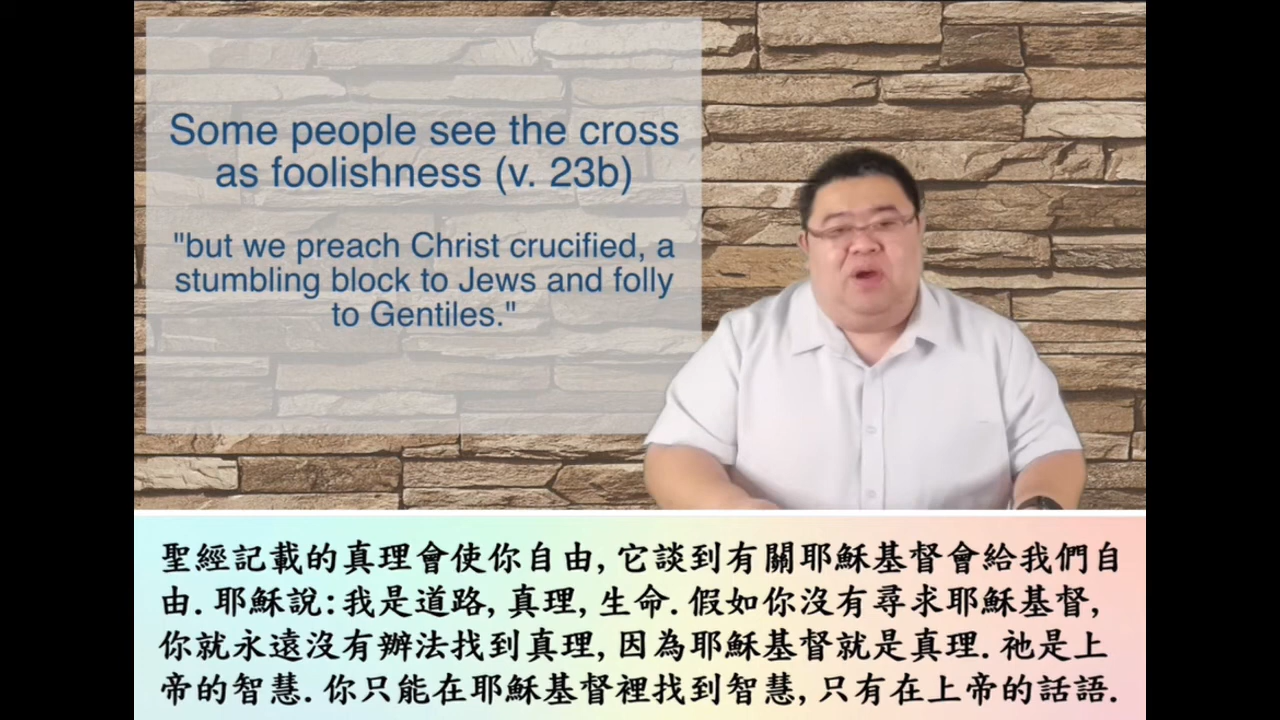 Some people see the cross
as foolishness (v. 23b)
"but we preach Christ crucified, a
stumbling block to Jews and folly
to Gentiles."
聖經記載的真理會使你自由, 它談到有關耶穌基督會給我們自
由. 耶穌說: 我是道路, 真理, 生命. 假如你沒有尋求耶穌基督,
你就永遠沒有辦法找到真理, 因為耶穌基督就是真理. 祂是上
帝的智慧. 你只能在耶穌基督裡找到智慧, 只有在上帝的話語.